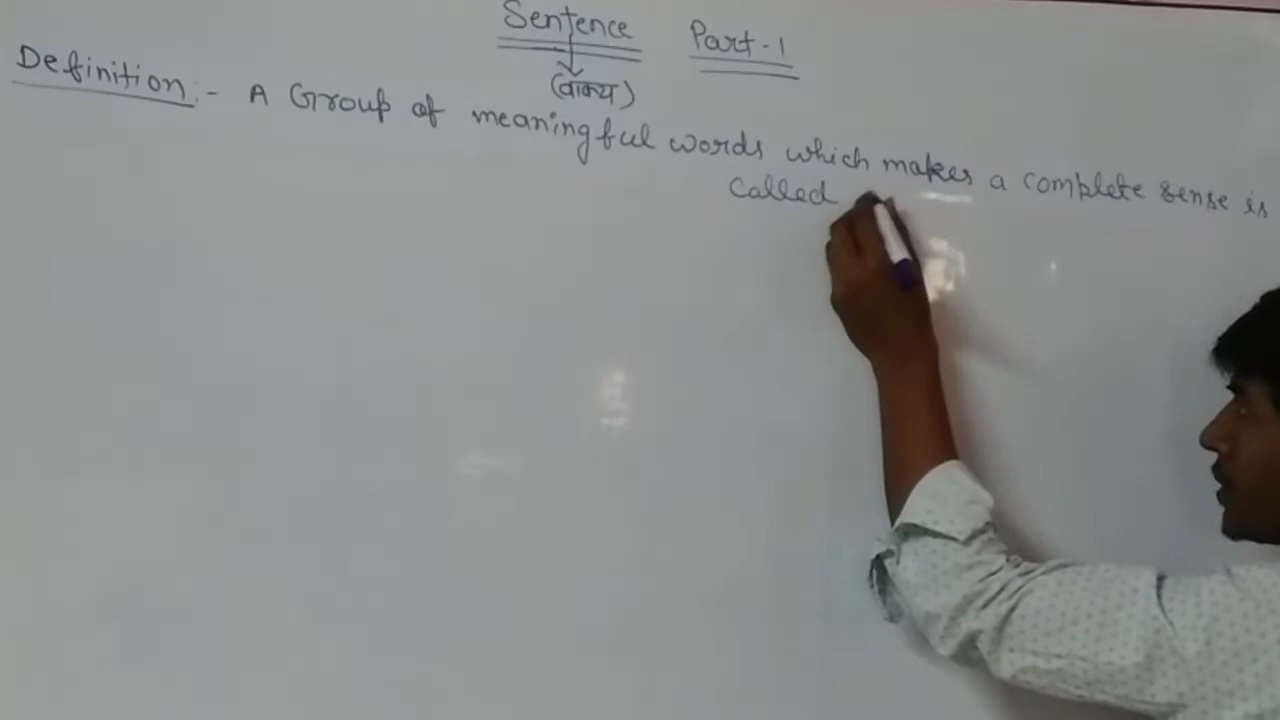 Sentence Part-1
(वाक्य)
Definition:- A Group of meaningful words which makes a complete sense is
Called